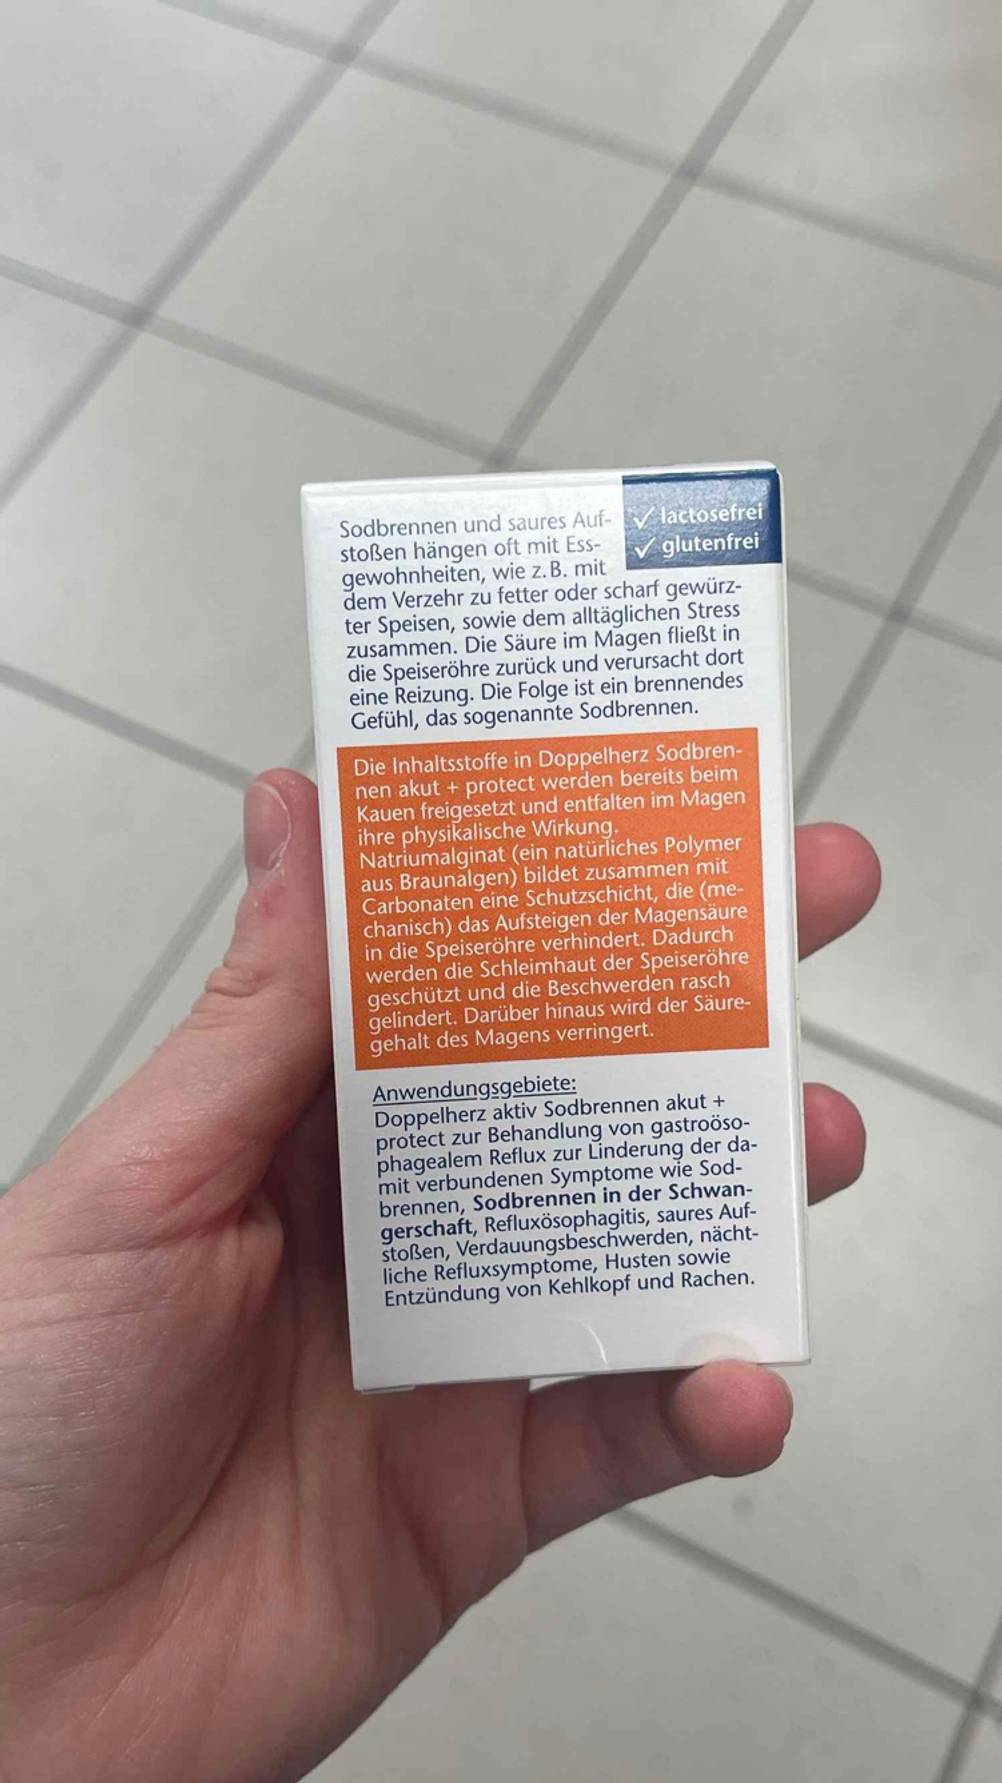 Sodbrennen und saures Auf-
stoßen hängen oft mit Ess-
gewohnheiten, wie z. B. mit
dem Verzehr zu fetter oder scharf gewürz-
ter Speisen, sowie dem alltäglichen Stress
zusammen. Die Säure im Magen fließt in
die Speiseröhre zurück und verursacht dort
eine Reizung. Die Folge ist ein brennendes
Gefühl, das sogenannte Sodbrennen.
✓ lactosefrei
✓ glutenfrei
Die Inhaltsstoffe in Doppelherz Sodbren-
nen akut + protect werden bereits beim
Kauen freigesetzt und entfalten im Magen
ihre physikalische Wirkung.
Natriumalginat (ein natürliches Polymer
aus Braunalgen) bildet zusammen mit
Carbonaten eine Schutzschicht, die (me-
chanisch) das Aufsteigen der Magensäure
in die Speiseröhre verhindert. Dadurch
werden die Schleimhaut der Speiseröhre
geschützt und die Beschwerden rasch
gelindert. Darüber hinaus wird der Säure-
gehalt des Magens verringert.
Anwendungsgebiete:
Doppelherz aktiv Sodbrennen akut +
protect zur Behandlung von gastroöso-
phagealem Reflux zur Linderung der da-
mit verbundenen Symptome wie Sod-
brennen, Sodbrennen in der Schwan-
gerschaft, Refluxösophagitis, saures Auf-
stoßen, Verdauungsbeschwerden, nächt-
liche Refluxsymptome, Husten sowie
Entzündung von Kehlkopf und Rachen.